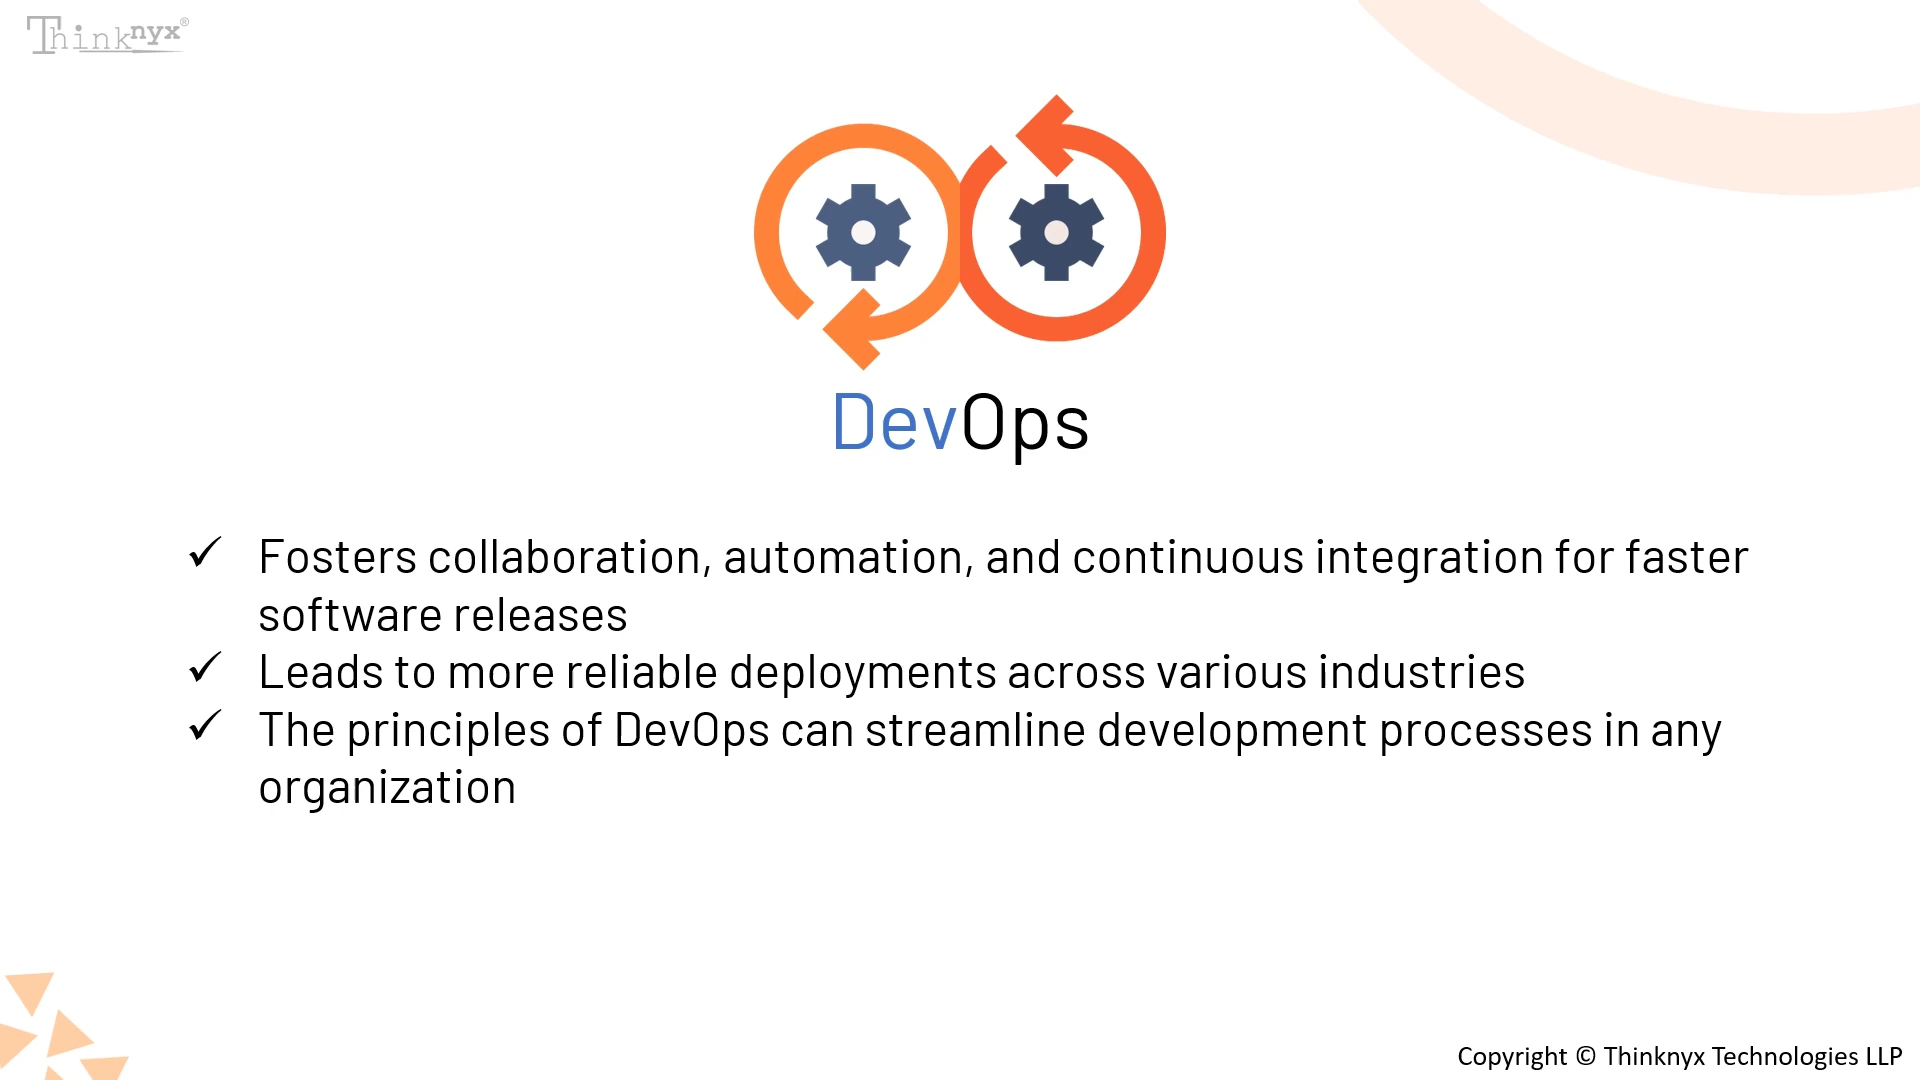 Thinknyx®
DevOps
✓ Fosters collaboration, automation, and continuous integration for faster
software releases
✓ Leads to more reliable deployments across various industries
✓ The principles of DevOps can streamline development processes in any
organization
Copyright © Thinknyx Technologies LLP